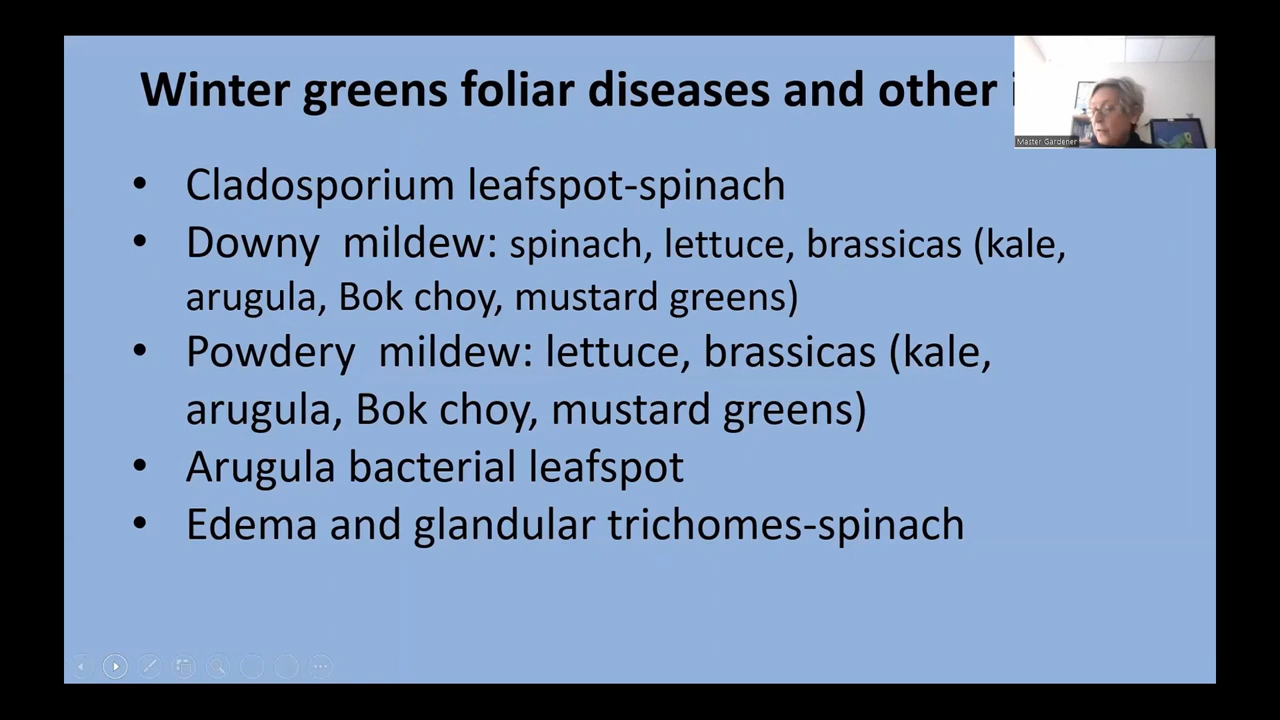 Winter greens foliar diseases and other
Master Gardener
• Cladosporium leafspot-spinach
• Downy mildew: spinach, lettuce, brassicas (kale,
arugula, Bok choy, mustard greens)
• Powdery mildew: lettuce, brassicas (kale,
arugula, Bok choy, mustard greens)
• Arugula bacterial leafspot
• Edema and glandular trichomes-spinach